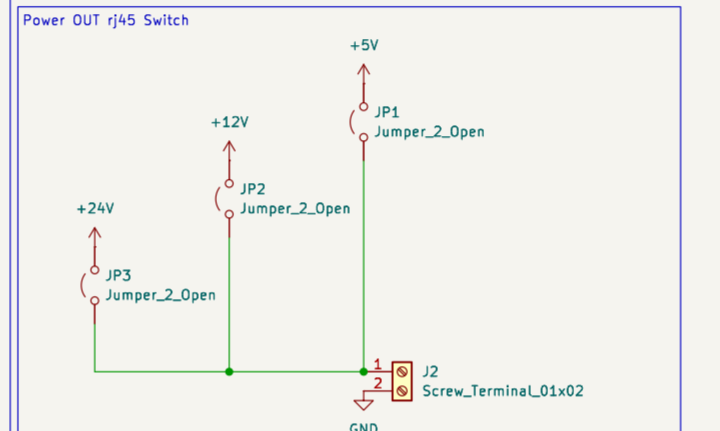 Power OUT rj45 Switch
+5V
JP1
Jumper_2_Open
+12V
JP2
Jumper_2_Open
+24V
JP3
Jumper_2_Open
1
J2
2
Screw_Terminal_01x02
GND